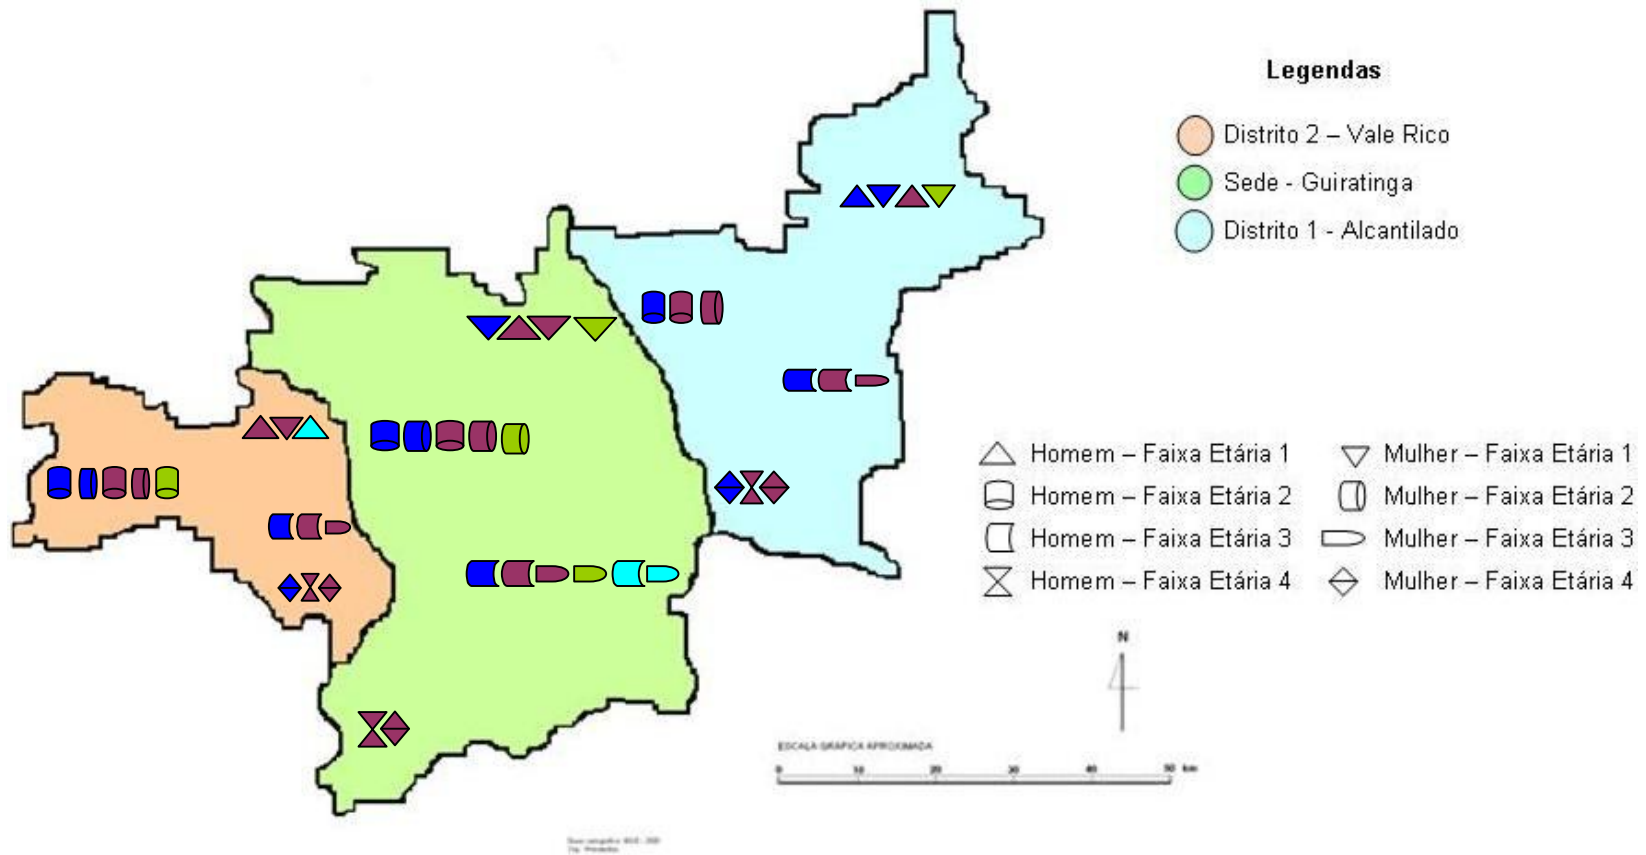 Legendas
Distrito 2 – Vale Rico
Sede - Guiratinga
Distrito 1 - Alcantilado
Homem – Faixa Etária 1
Mulher – Faixa Etária 1
Homem – Faixa Etária 2
Mulher – Faixa Etária 2
Homem – Faixa Etária 3
Mulher – Faixa Etária 3
Homem – Faixa Etária 4
Mulher – Faixa Etária 4
N
ESCALA GRÁFICA APROXIMADA
0 10 20 30 40 50 km